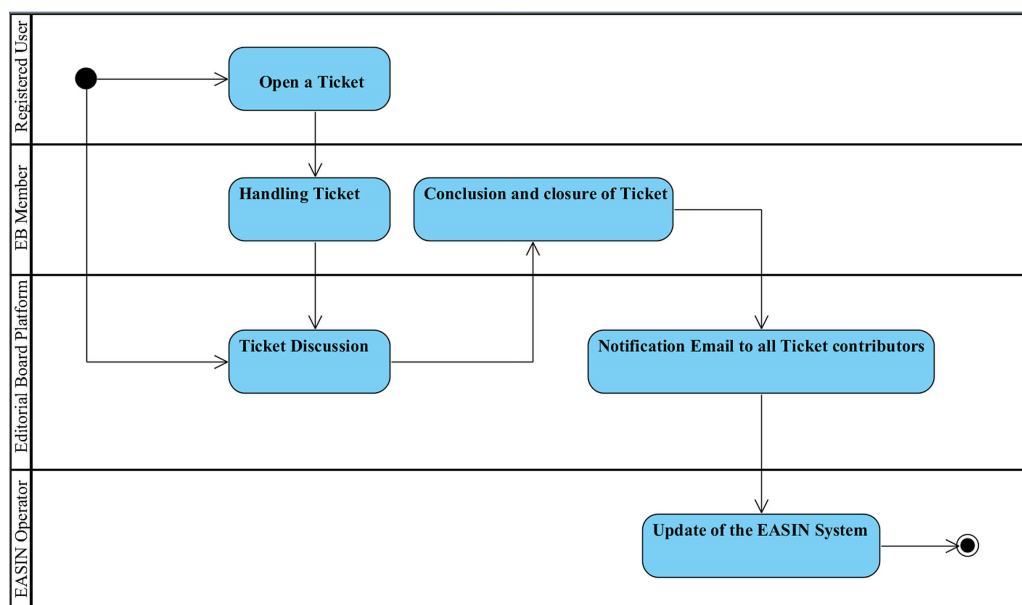 Registered User
Open a Ticket
EB Member
Handling Ticket
Conclusion and closure of Ticket
Editorial Board Platform
Ticket Discussion
Notification Email to all Ticket contributors
EASIN Operator
Update of the EASIN System